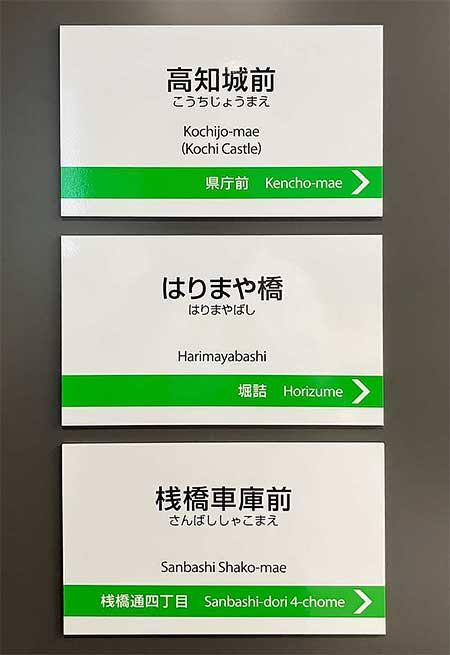 高知城前
こうちじょうまえ
Kochijo-mae
(Kochi Castle)
県庁前 Kencho-mae
はりまや橋
はりまやばし
Harimayabashi
堀詰 Horizume
桟橋車庫前
さんばししゃこまえ
Sanbashi Shako-mae
桟橋通四丁目 Sanbashi-dori 4-chome